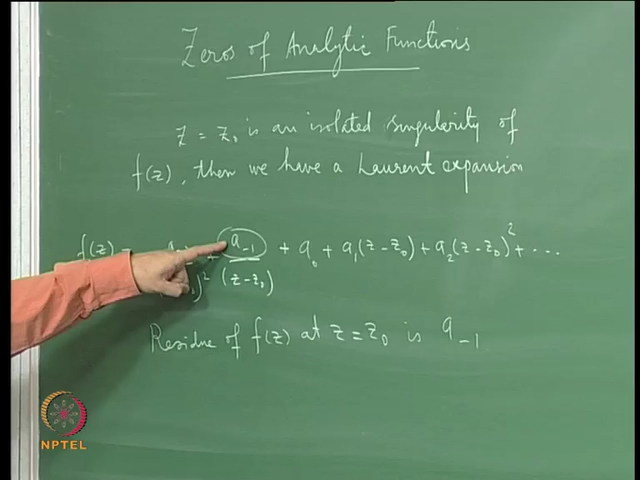 Zeros of Analytic Functions
z = z₀ is an isolated singularity of
f(z), then we have a Laurent expansion
f(z) = a₋₁/(z-z₀) + a₀ + a₁(z-z₀) + a₂(z-z₀)² + ...
Residue of f(z) at z = z₀ is a₋₁
NPTEL